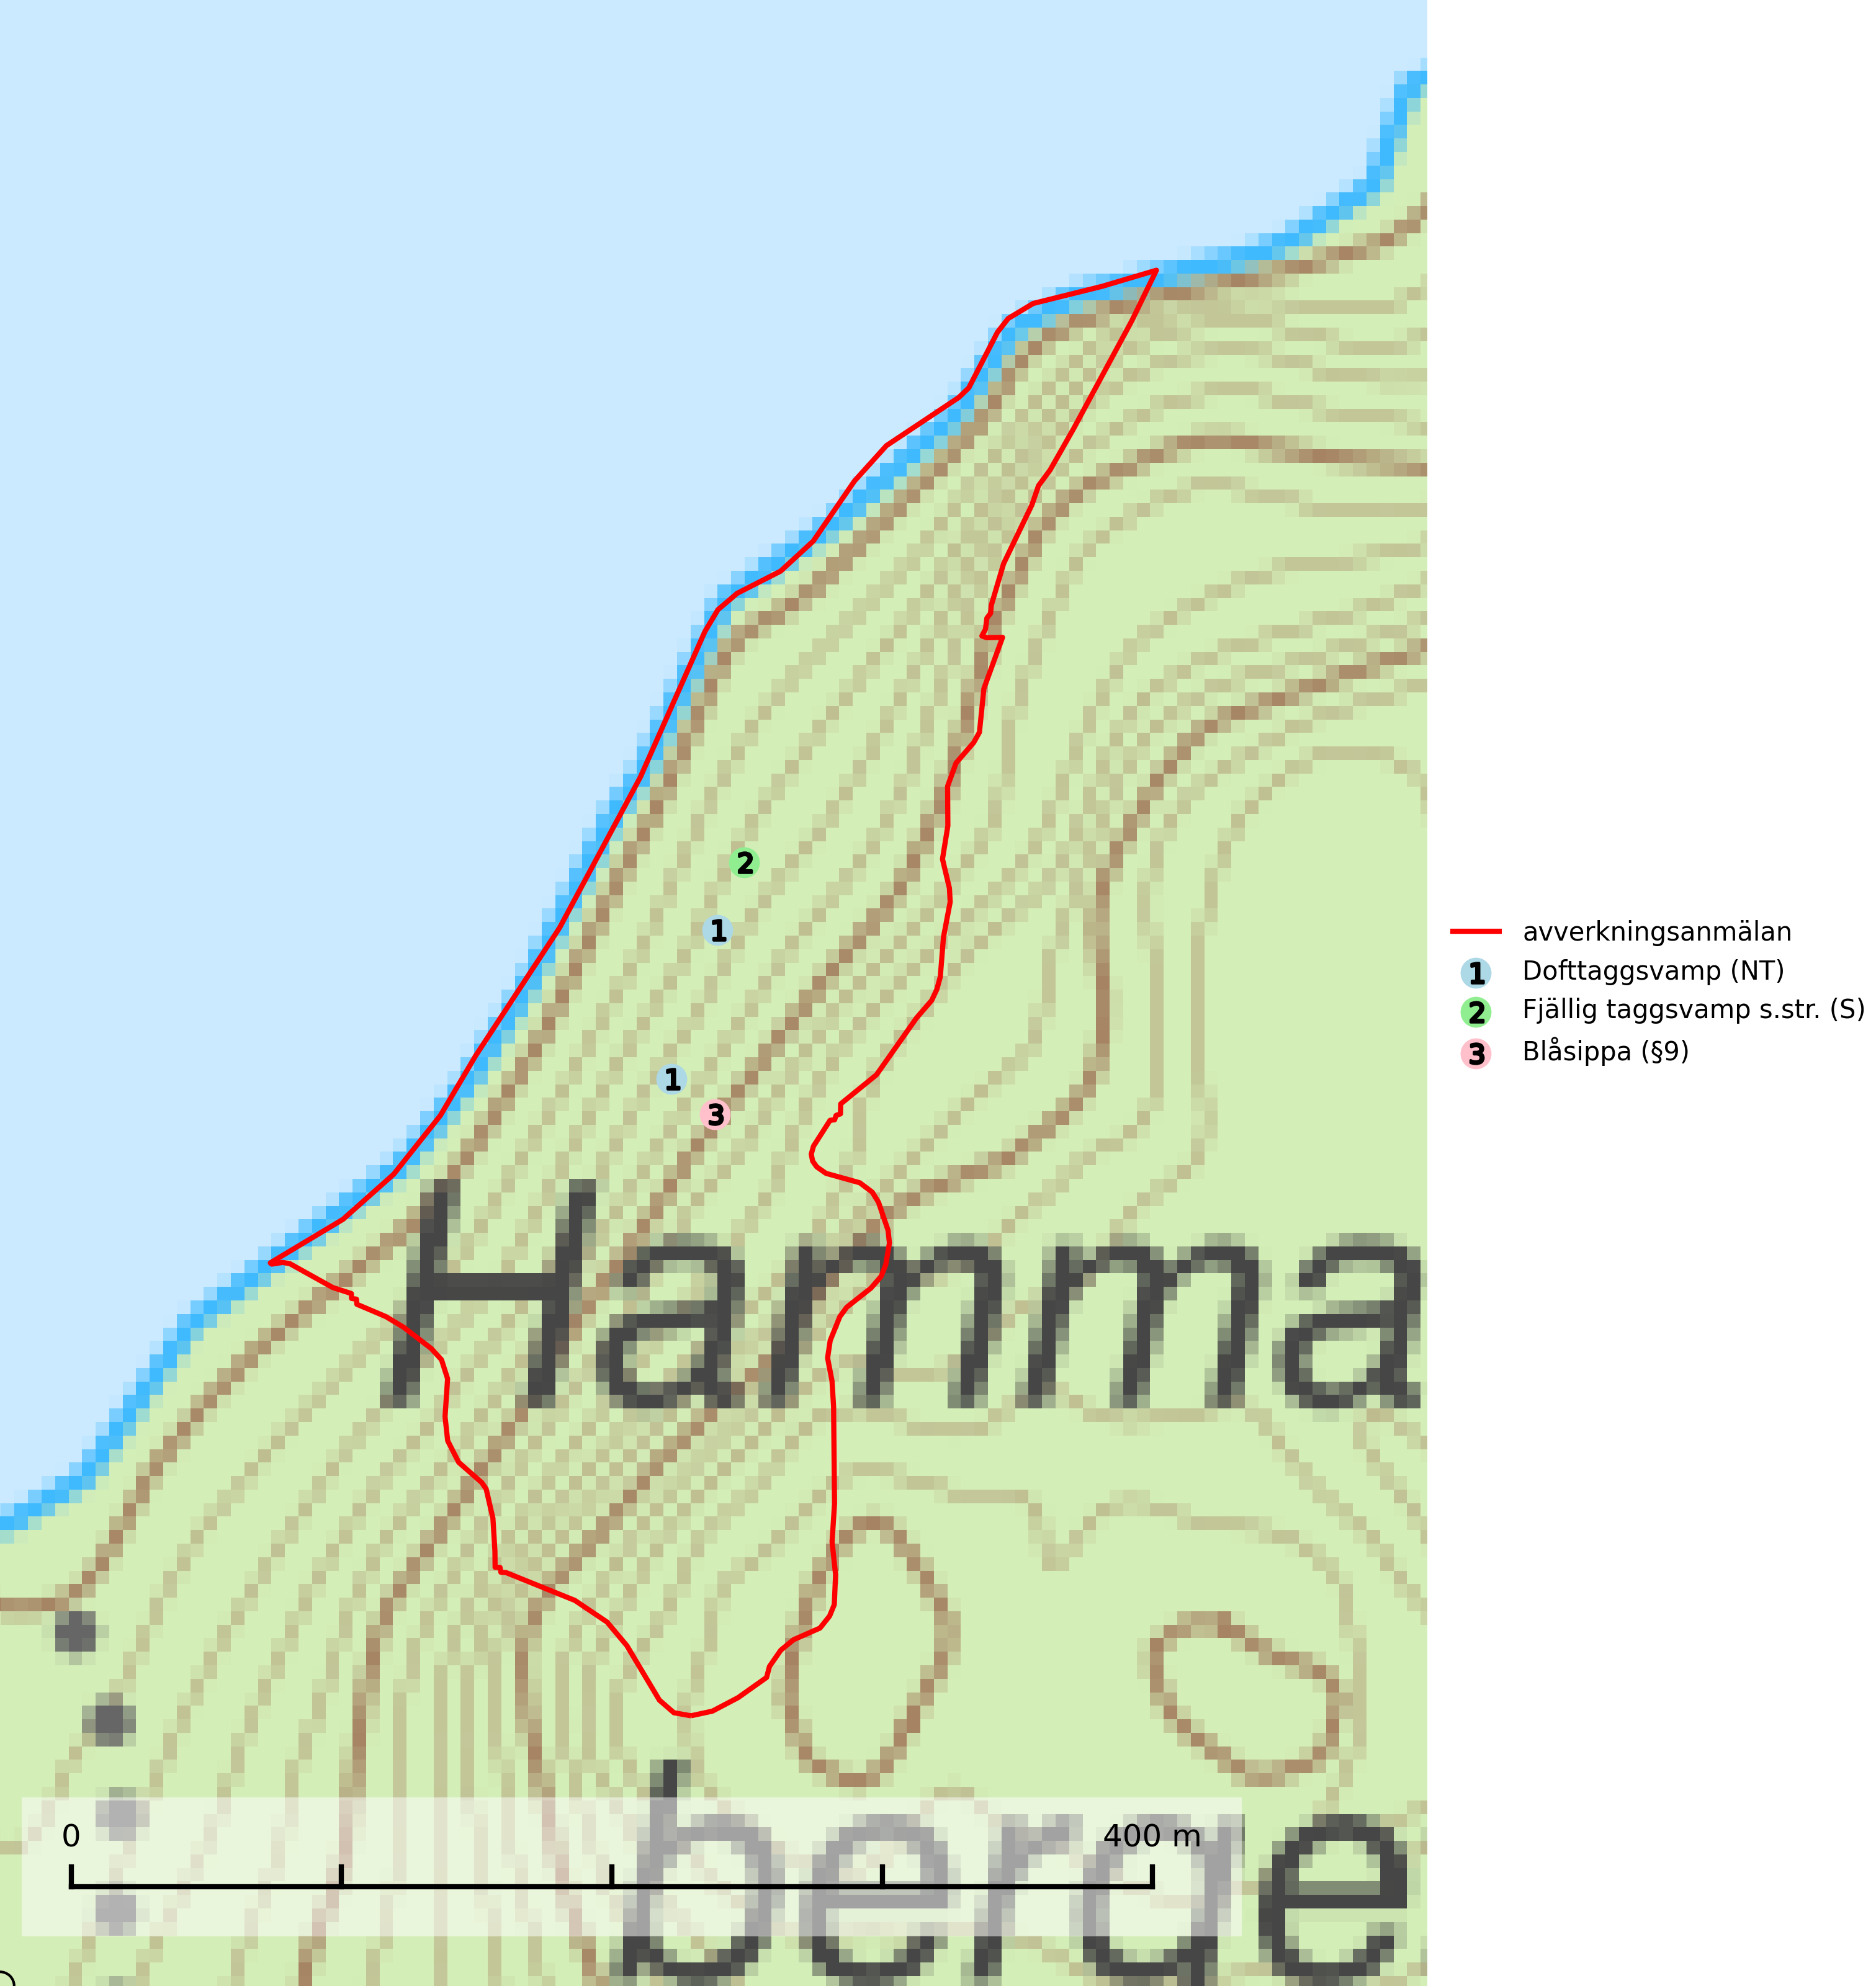 2
1
1
3
Hamma
berge
0
400 m
avverkningsanmälan
1 Dofttaggsvamp (NT)
2 Fjällig taggsvamp s.str. (S)
3 Blåsippa (§9)